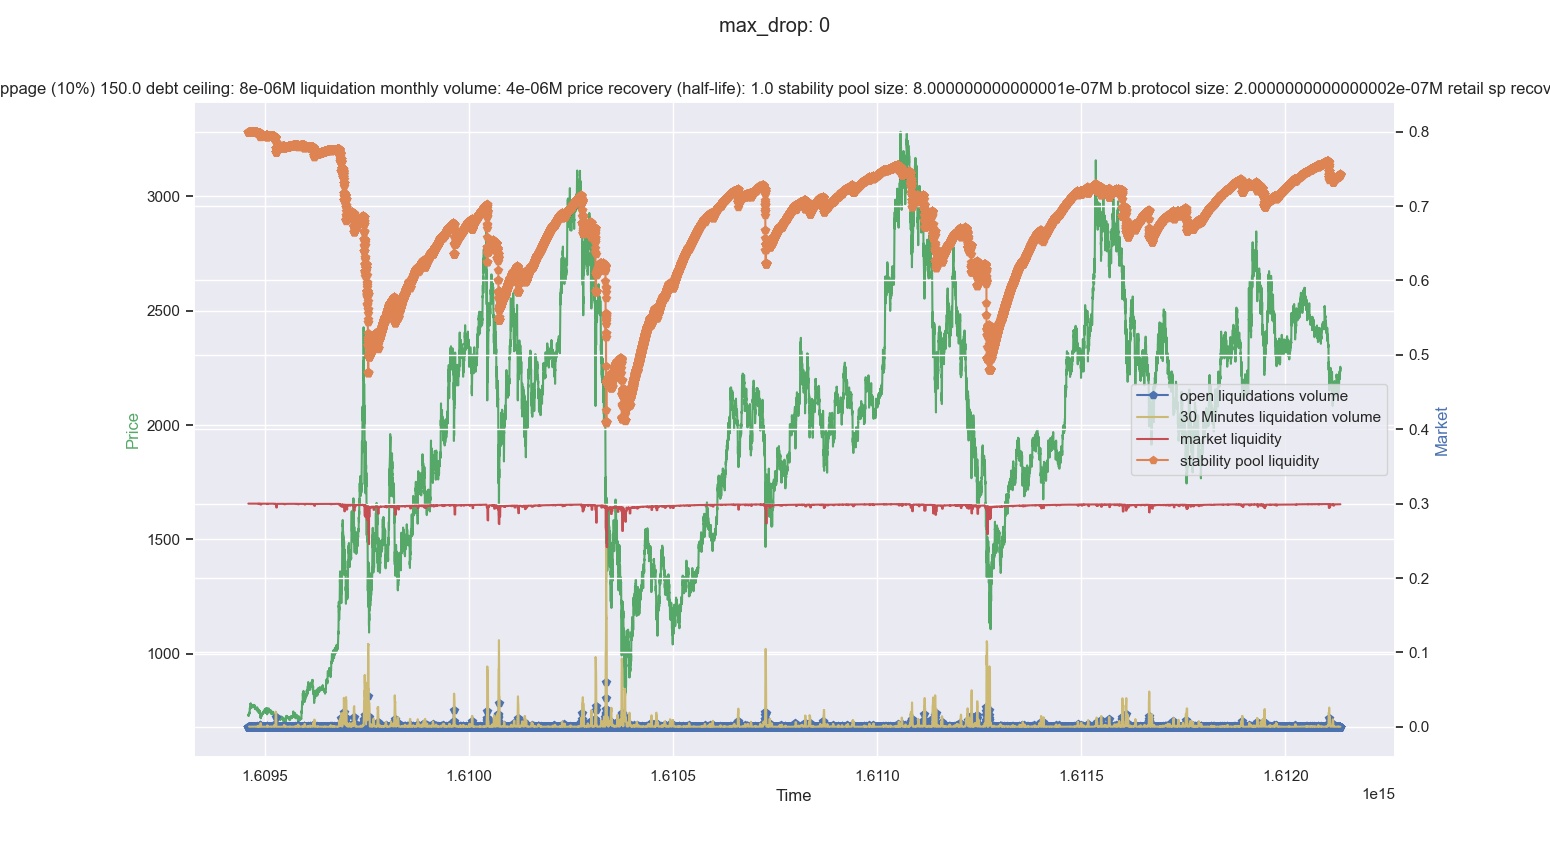 max_drop: 0
ppage (10%) 150.0 debt ceiling: 8e-06M liquidation monthly volume: 4e-06M price recovery (half-life): 1.0 stability pool size: 8.000000000000001e-07M b.protocol size: 2.0000000000000002e-07M retail sp recov
3000
2500
2000
1500
1000
Price
0.8
0.7
0.6
0.5
0.4
0.3
0.2
0.1
0.0
Market
open liquidations volume
30 Minutes liquidation volume
market liquidity
stability pool liquidity
1.6095
1.6100
1.6105
1.6110
1.6115
1.6120
Time
1e15